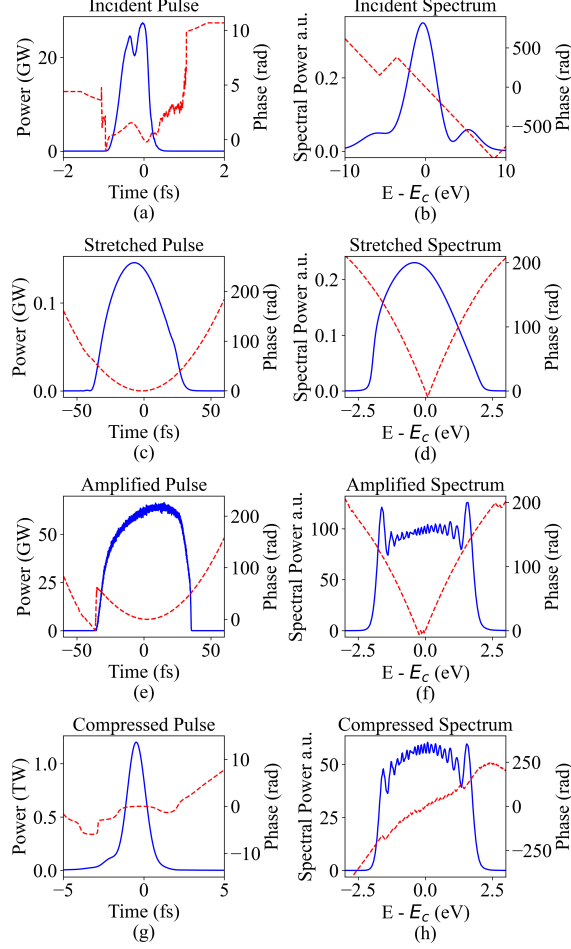 Incident Pulse
Incident Spectrum
Power (GW)
20
0
10
5
0
Phase (rad)
−2
0
2
Time (fs)
(a)
Spectral Power a.u.
0.2
0.0
500
0
−500
Phase (rad)
−10
0
10
E - E_c (eV)
(b)
Stretched Pulse
Stretched Spectrum
Power (GW)
0.1
0.0
200
100
0
Phase (rad)
−50
0
50
Time (fs)
(c)
Spectral Power a.u.
0.2
0.1
0.0
200
100
0
Phase (rad)
−2.5
0.0
2.5
E - E_c (eV)
(d)
Amplified Pulse
Amplified Spectrum
Power (GW)
50
25
0
200
100
0
Phase (rad)
−50
0
50
Time (fs)
(e)
Spectral Power a.u.
100
50
0
200
100
0
Phase (rad)
−2.5
0.0
2.5
E - E_c (eV)
(f)
Compressed Pulse
Compressed Spectrum
Power (TW)
1.0
0.5
0.0
10
0
−10
Phase (rad)
−5
0
5
Time (fs)
(g)
Spectral Power a.u.
50
25
0
250
0
−250
Phase (rad)
−2.5
0.0
2.5
E - E_c (eV)
(h)